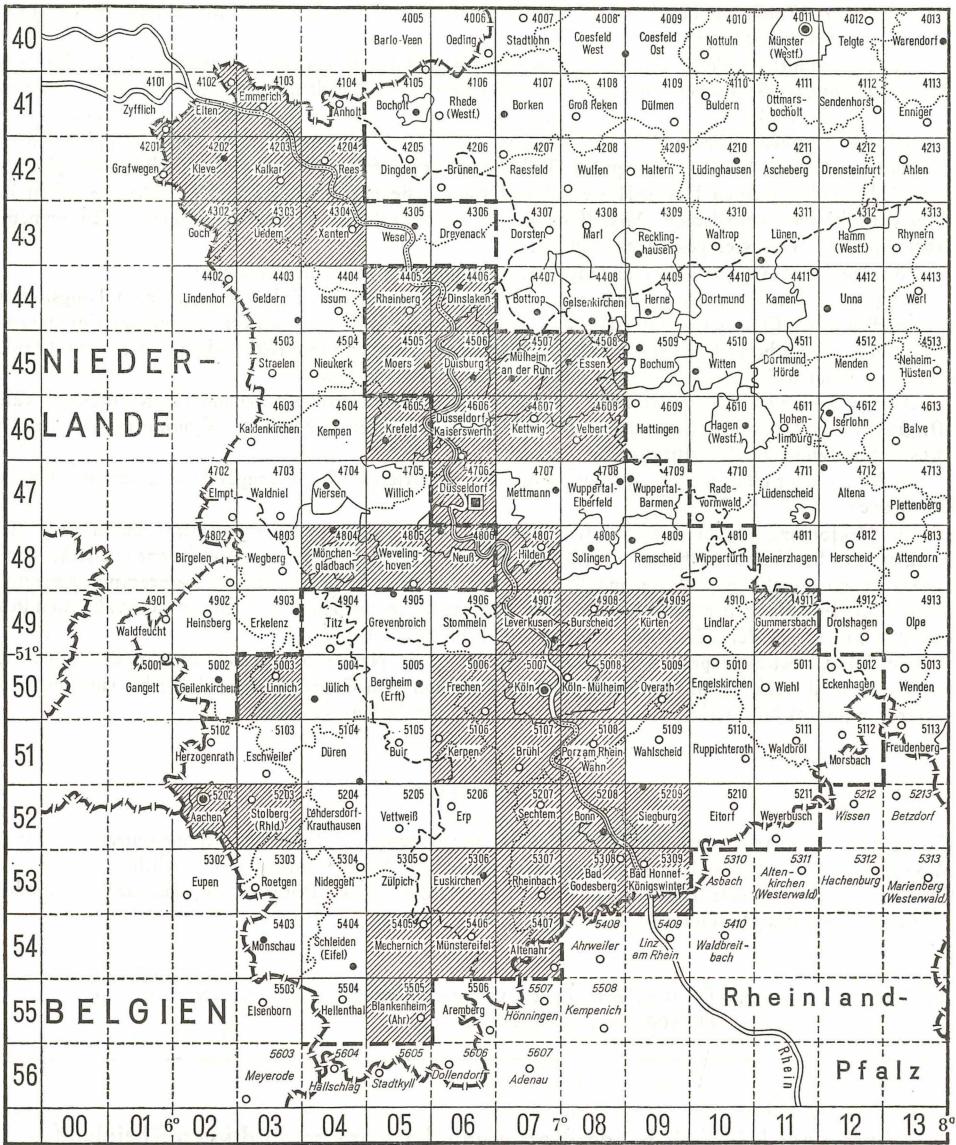 40 4005 4006 4007 4008 4009 4010 4011 4012 4013
Barlo-Veen Oeding Stadtlohn Coesfeld West Coesfeld Ost Nottuln Münster (Westf.) Telgte Warendorf
41 4101 4102 4103 4104 4105 4106 4107 4108 4109 4110 4111 4112 4113
Zyfflich Elten Emmerich Anholt Bocholt Rhede (Westf.) Borken Groß Reken Dülmen Buldern Ottmars-bocholt Sendenhorst Enniger
42 4201 4202 4203 4204 4205 4206 4207 4208 4209 4210 4211 4212 4213
Grafwegen Kleve Kalkar Rees Dingden Brünen Raesfeld Wulfen Haltern Lüdinghausen Ascheberg Drensteinfurt Ahlen
43 4302 4303 4304 4305 4306 4307 4308 4309 4310 4311 4312 4313
Goch Uedem Xanten Wesel Drevenack Dorsten Marl Reckling-hausen Waltrop Lünen Hamm (Westf.) Rhynern
44 4402 4403 4404 4405 4406 4407 4408 4409 4410 4411 4412 4413
Lindenhof Geldern Issum Rheinberg Dinslaken Bottrop Gelsenkirchen Herne Dortmund Kamen Unna Werl
45 4503 4504 4505 4506 4507 4508 4509 4510 4511 4512 4513
NIEDER- Straelen Nieukerk Moers Duisburg Mülheim an der Ruhr Essen Bochum Witten Dortmund Hörde Menden Neheim-Hüsten
46 4603 4604 4605 4606 4607 4608 4609 4610 4611 4612 4613
LANDE Kaldenkirchen Kempen Krefeld Düsseldorf-Kaiserswerth Kettwig Velbert Hattingen Hagen (Westf.) Hohen-limburg Iserlohn Balve
47 4702 4703 4704 4705 4706 4707 4708 4709 4710 4711 4712 4713
Elmpt Waldniel Viersen Willich Düsseldorf Mettmann Wuppertal-Elberfeld Wuppertal-Barmen Rade-vormwald Lüdenscheid Altena Plettenberg
48 4802 4803 4804 4805 4806 4807 4808 4809 4810 4811 4812 4813
Birgelen Wegberg Mönchen-gladbach Weveling-hoven Neuß Hilden Solingen Remscheid Wipperfürth Meinerzhagen Herscheid Attendorn
49 4901 4902 4903 4904 4905 4906 4907 4908 4909 4910 4911 4912 4913
Waldfeucht Heinsberg Erkelenz Titz Grevenbroich Stommeln Leverkusen Burscheid Kürten Lindlar Gummersbach Drolshagen Olpe
51°
50 5001 5002 5003 5004 5005 5006 5007 5008 5009 5010 5011 5012 5013
Gangelt Geilenkirchen Linnich Jülich Bergheim (Erft) Frechen Köln Köln-Mülheim Overath Engelskirchen Wiehl Eckenhagen Wenden
51 5102 5103 5104 5105 5106 5107 5108 5109 5110 5111 5112 5113
Herzogenrath Eschweiler Düren Buir Kerpen Brühl Porz am Rhein Wahn Wahlscheid Ruppichteroth Waldbröl Morsbach Freudenberg
52 5202 5203 5204 5205 5206 5207 5208 5209 5210 5211 5212 5213
Aachen Stolberg (Rhld.) Lendersdorf-Krauthausen Vettweiß Erp Sechtem Bonn Siegburg Eitorf Weyerbusch Wissen Betzdorf
53 5302 5303 5304 5305 5306 5307 5308 5309 5310 5311 5312 5313
Eupen Roetgen Nideggen Zülpich Euskirchen Rheinbach Bad Godesberg Bad Honnef-Königswinter Asbach Alten-kirchen (Westerwald) Hachenburg Marienberg (Westerwald)
54 5403 5404 5405 5406 5407 5408 5409 5410
Monschau Schleiden (Eifel) Mechernich Münstereifel Altenahr Ahrweiler Linz am Rhein Waldbreit-bach
55 5503 5504 5505 5506 5507 5508
BELGIEN Elsenborn Hellenthal Blankenheim (Ahr) Aremberg Hönningen Kempenich Rheinland-
56 5603 5604 5605 5606 5607
Meyerode Hallschlag Stadtkyll Dollendorf Adenau Rhein Pfalz
00 01 6° 02 03 04 05 06 07 7° 08 09 10 11 12 13 8°